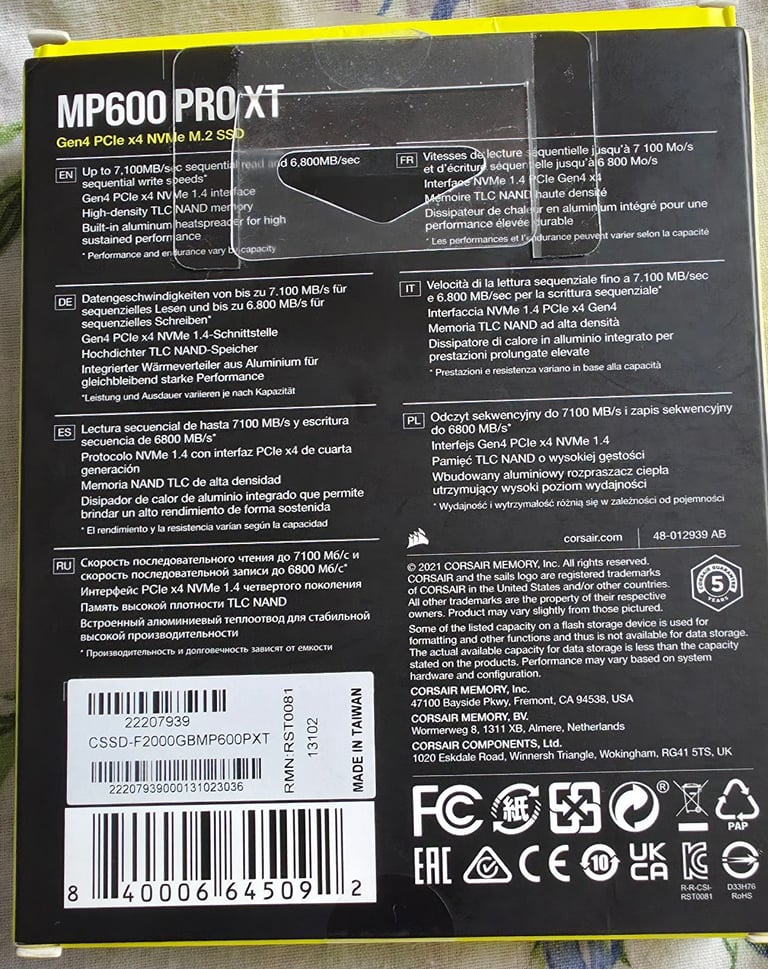 MP600 PRO XT
Gen4 PCIe x4 NVMe M.2 SSD
EN
Up to 7,100MB/sec sequential read and 6,800MB/sec
sequential write speeds*
Gen4 PCIe x4 NVMe 1.4 interface
High-density TLC NAND memory
Built-in aluminum heatspreader for high
sustained performance
* Performance and endurance vary by capacity
FR
Vitesses de lecture séquentielle jusqu'à 7 100 Mo/s
et d'écriture séquentielle jusqu'à 6 800 Mo/s
Interface NVMe 1.4 PCIe Gen4 x4
Mémoire TLC NAND haute densité
Dissipateur de chaleur en aluminium intégré pour une
performance élevée durable
* Les performances et l'endurance peuvent varier selon la capacité
DE
Datengeschwindigkeiten von bis zu 7.100 MB/s für
sequenzielles Lesen und bis zu 6.800 MB/s für
sequenzielles Schreiben*
Gen4 PCIe x4 NVMe 1.4-Schnittstelle
Hochdichter TLC NAND-Speicher
Integrierter Wärmeverteiler aus Aluminium für
gleichbleibend starke Performance
*Leistung und Ausdauer variieren je nach Kapazität
IT
Velocità di la lettura sequenziale fino a 7.100 MB/sec
e 6.800 MB/sec per la scrittura sequenziale*
Interfaccia NVMe 1.4 PCIe x4 Gen4
Memoria TLC NAND ad alta densità
Dissipatore di calore in alluminio integrato per
prestazioni prolungate elevate
* Prestazioni e resistenza variano in base alla capacità
ES
Lectura secuencial de hasta 7100 MB/s y escritura
secuencia de 6800 MB/s*
Protocolo NVMe 1.4 con interfaz PCIe x4 de cuarta
generación
Memoria NAND TLC de alta densidad
Disipador de calor de aluminio integrado que permite
brindar un alto rendimiento de forma sostenida
* El rendimiento y la resistencia varían según la capacidad
PL
Odczyt sekwencyjny do 7100 MB/s i zapis sekwencyjny
do 6800 MB/s*
Interfejs Gen4 PCIe x4 NVMe 1.4
Pamięć TLC NAND o wysokiej gęstości
Wbudowany aluminiowy rozpraszacz ciepła
utrzymujący wysoki poziom wydajności
* Wydajność i wytrzymałość różnią się w zależności od pojemności
RU
Скорость последовательного чтения до 7100 Мб/с и
скорость последовательной записи до 6800 Мб/с*
Интерфейс PCIe x4 NVMe 1.4 четвертого поколения
Память высокой плотности TLC NAND
Встроенный алюминиевый теплоотвод для стабильной
высокой производительности
* Производительность и долговечность зависят от емкости
corsair.com
48-012939 AB
© 2021 CORSAIR MEMORY, Inc. All rights reserved.
CORSAIR and the sails logo are registered trademarks
of CORSAIR in the United States and/or other countries.
All other trademarks are the property of their respective
owners. Product may vary slightly from those pictured.
5
YEARS
Some of the listed capacity on a flash storage device is used for
formatting and other functions and thus is not available for data storage.
The actual available capacity for data storage is less than the capacity
stated on the products. Performance may vary based on system
hardware and configuration.
CORSAIR MEMORY, Inc.
47100 Bayside Pkwy, Fremont, CA 94538, USA
CORSAIR MEMORY, BV.
Wormerweg 8, 1311 XB, Almere, Netherlands
CORSAIR COMPONENTS, Ltd.
1020 Eskdale Road, Winnersh Triangle, Wokingham, RG41 5TS, UK
22207939
CSSD-F2000GBMP600PXT
22207939000131023036
RMN:RST0081
13102
MADE IN TAIWAN
8 40006 64509 2
FC 紙 ®
PAP
EAC CE 10 UK
CA
R-R-CSI-
RST0081
D33H76
RoHS